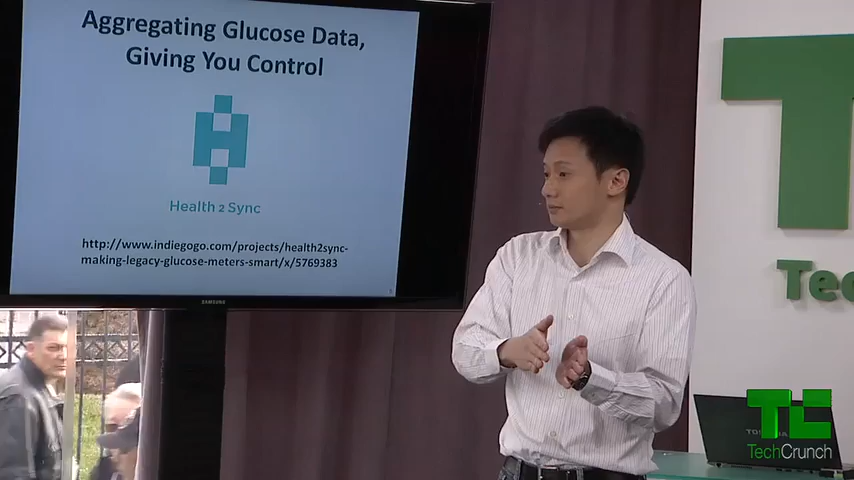 Aggregating Glucose Data,
Giving You Control
H
Health 2 Sync
http://www.indiegogo.com/projects/health2sync-
making-legacy-glucose-meters-smart/x/5769383
SAMSUNG
T
Tec
TC
TechCrunch